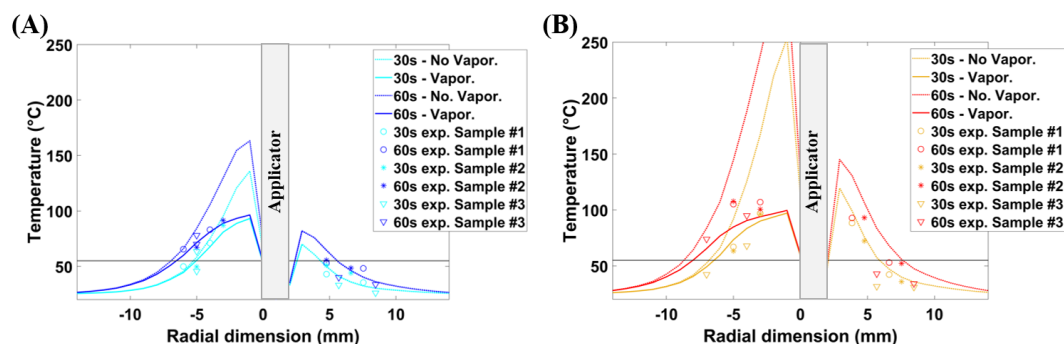 (A)
250
200
150
100
50
Temperature (°C)
-10
-5
0
5
10
Radial dimension (mm)
Applicator
30s - No Vapor.
30s - Vapor.
60s - No. Vapor.
60s - Vapor.
30s exp. Sample #1
60s exp. Sample #1
30s exp. Sample #2
60s exp. Sample #2
30s exp. Sample #3
60s exp. Sample #3
(B)
250
200
150
100
50
Temperature (°C)
-10
-5
0
5
10
Radial dimension (mm)
Applicator
30s - No Vapor.
30s - Vapor.
60s - No. Vapor.
60s - Vapor.
30s exp. Sample #1
60s exp. Sample #1
30s exp. Sample #2
60s exp. Sample #2
30s exp. Sample #3
60s exp. Sample #3